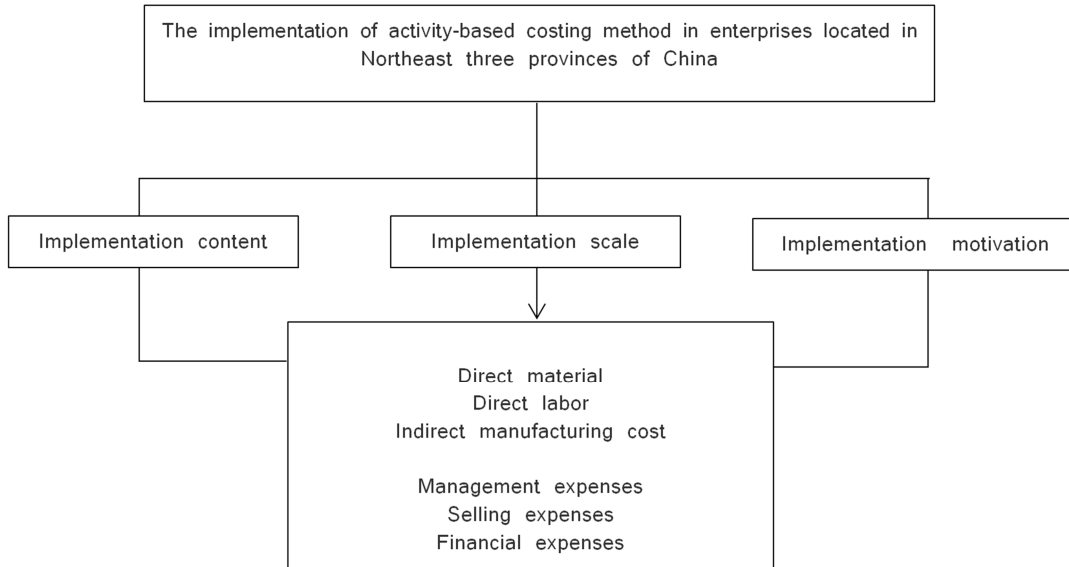 The implementation of activity-based costing method in enterprises located in
Northeast three provinces of China
Implementation content
Implementation scale
Implementation motivation
Direct material
Direct labor
Indirect manufacturing cost
Management expenses
Selling expenses
Financial expenses